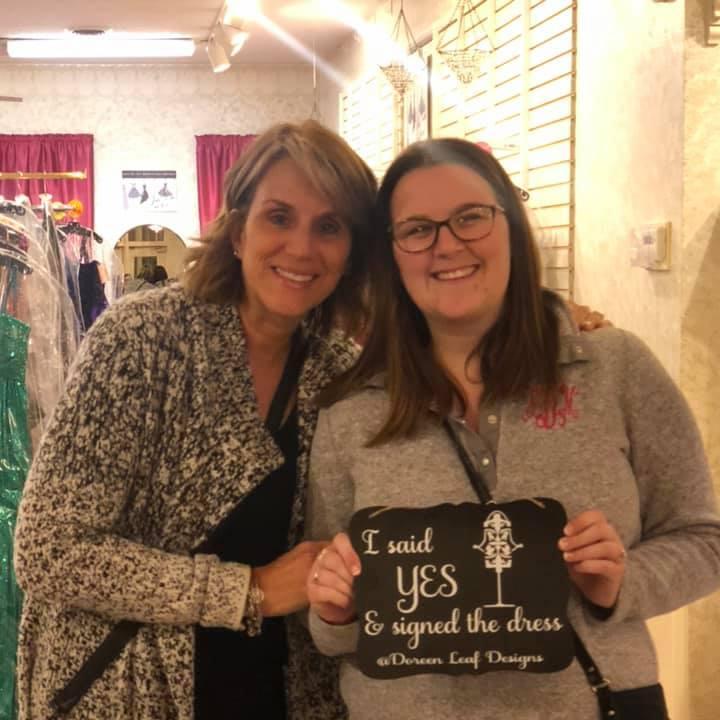 I said
YES
& signed the dress
@Doreen Leaf Designs